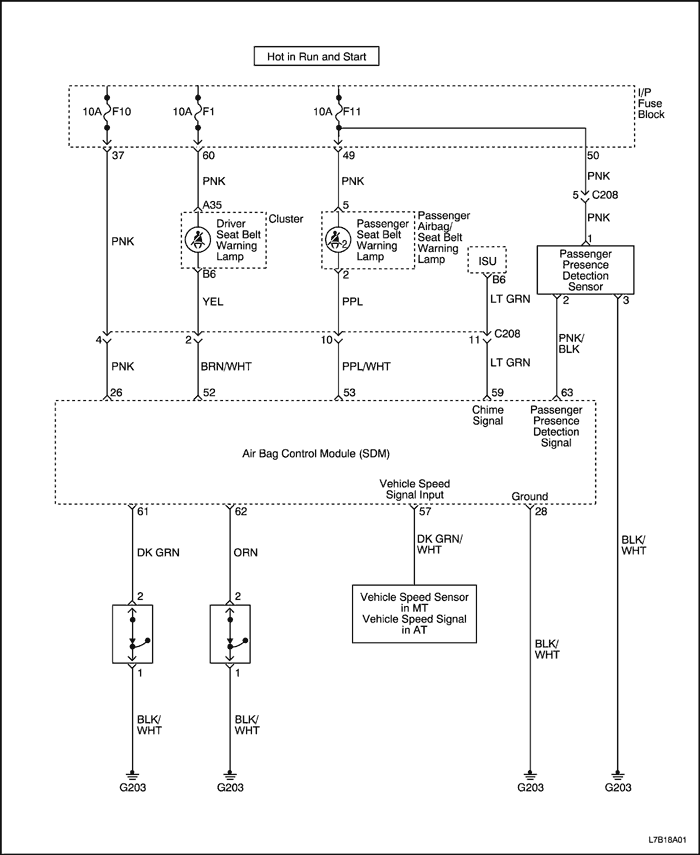 Hot in Run and Start
I/P
Fuse
Block
10A F10
10A F1
10A F11
37
60
49
50
PNK
PNK
PNK
5 C208
A35
5
PNK
Driver
Seat Belt
Warning
Lamp
Cluster
2
Passenger
Seat Belt
Warning
Lamp
Passenger
Airbag/
Seat Belt
Warning
Lamp
1
PNK
ISU
Passenger
Presence
Detection
Sensor
B6
2
B6
2
3
YEL
PPL
LT GRN
4
2
10
11
C208
PNK/
BLK
PNK
BRN/WHT
PPL/WHT
LT GRN
26
52
53
59
63
Chime
Signal
Passenger
Presence
Detection
Signal
Air Bag Control Module (SDM)
Vehicle Speed
Signal Input
Ground
61
62
57
28
DK GRN
ORN
DK GRN/
WHT
BLK/
WHT
2
2
Vehicle Speed Sensor
in MT
Vehicle Speed Signal
in AT
BLK/
WHT
1
1
BLK/
WHT
BLK/
WHT
G203
G203
G203
G203
L7B18A01